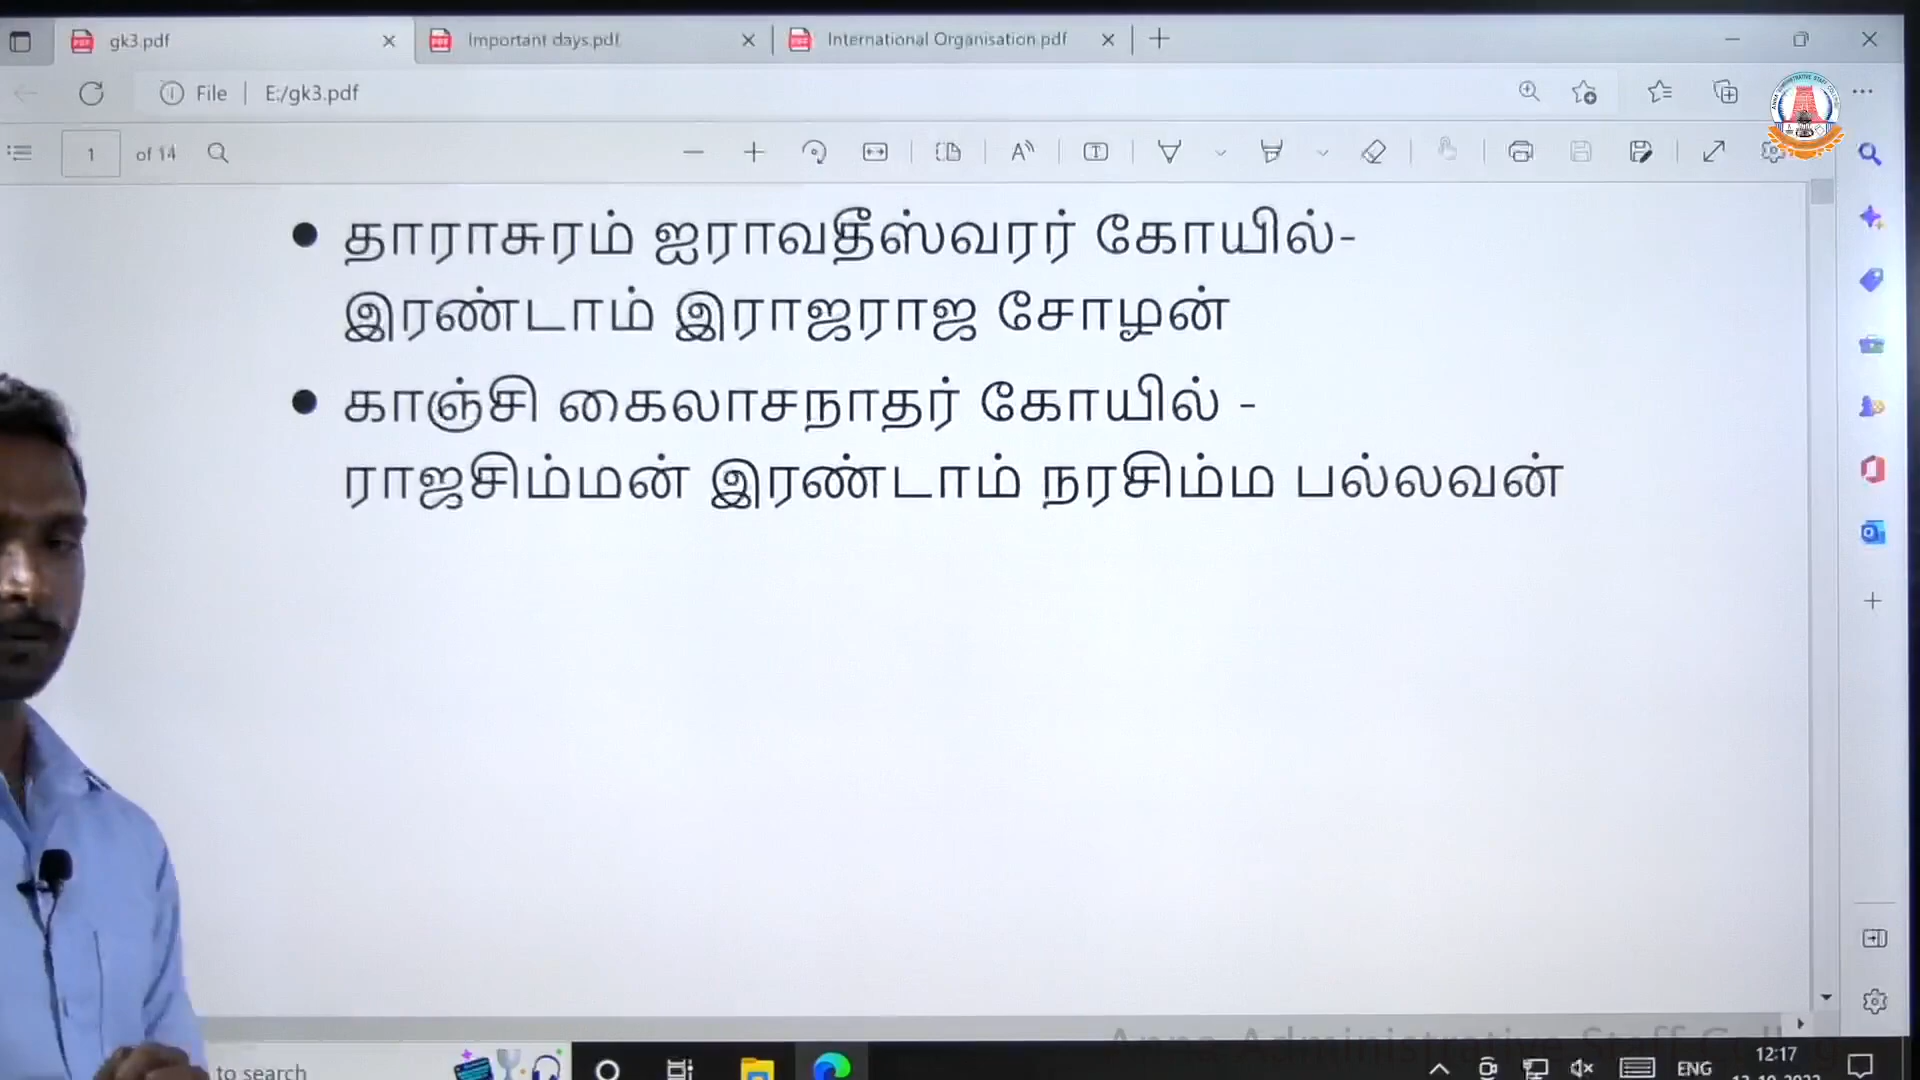 gk3.pdf Important days.pdf International Organisation.pdf
File E:/gk3.pdf
1 of 14
தாராசுரம் ஐராவதீஸ்வரர் கோயில்-
இரண்டாம் இராஜராஜ சோழன்
காஞ்சி கைலாசநாதர் கோயில் -
ராஜசிம்மன் இரண்டாம் நரசிம்ம பல்லவன்
to search
ENG
12:17